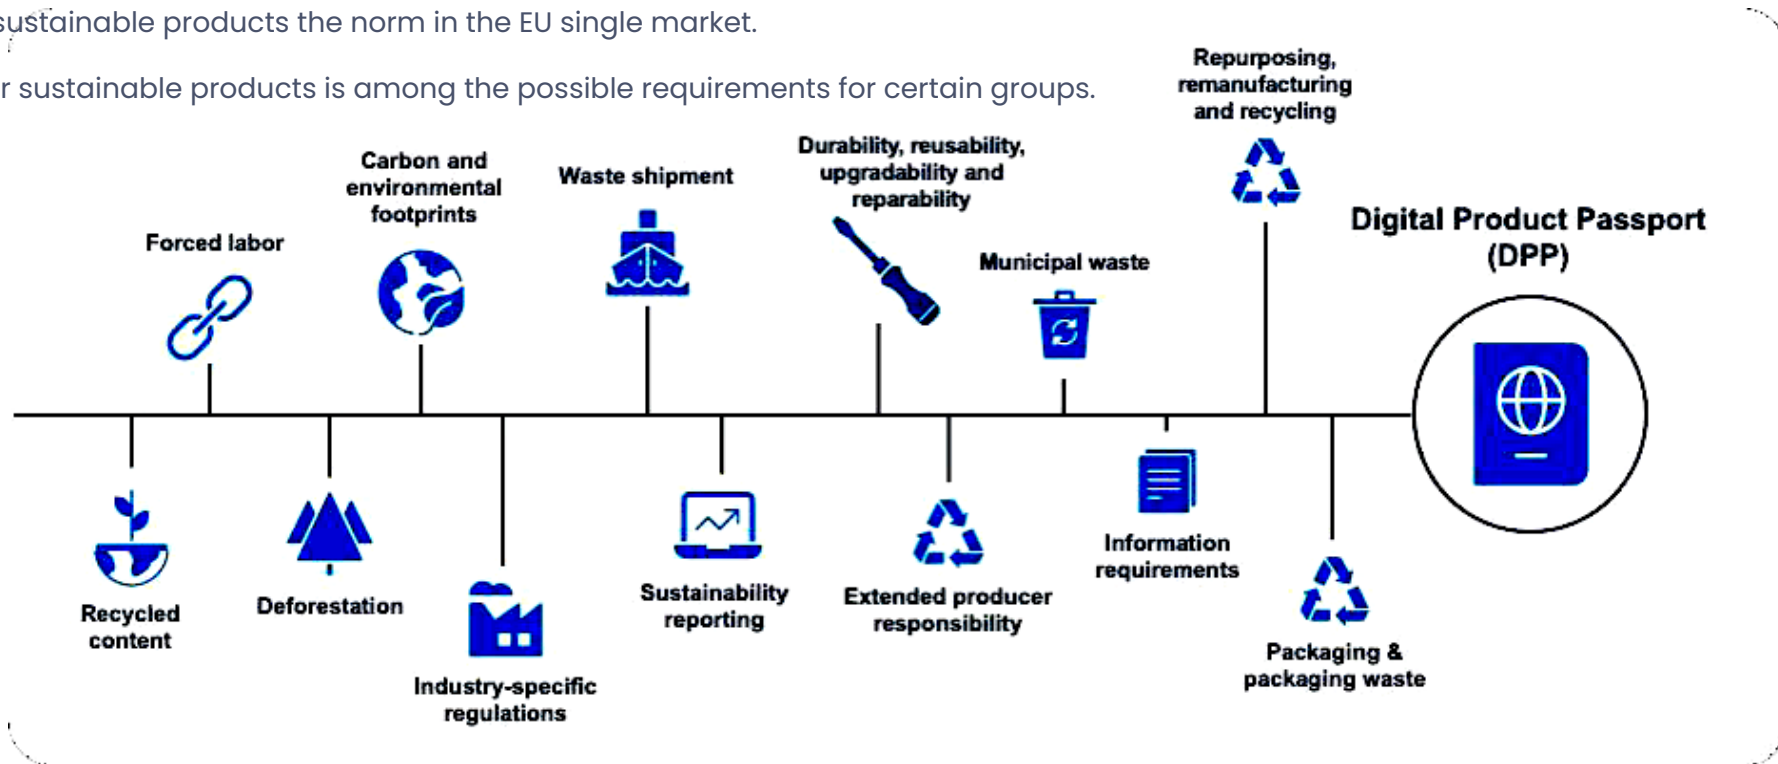 sustainable products the norm in the EU single market.
r sustainable products is among the possible requirements for certain groups.
Repurposing,
remanufacturing
and recycling
Durability, reusability,
upgradability and
reparability
Carbon and
environmental
footprints
Waste shipment
Digital Product Passport
(DPP)
Forced labor
Municipal waste
Recycled
content
Deforestation
Industry-specific
regulations
Sustainability
reporting
Extended producer
responsibility
Information
requirements
Packaging &
packaging waste